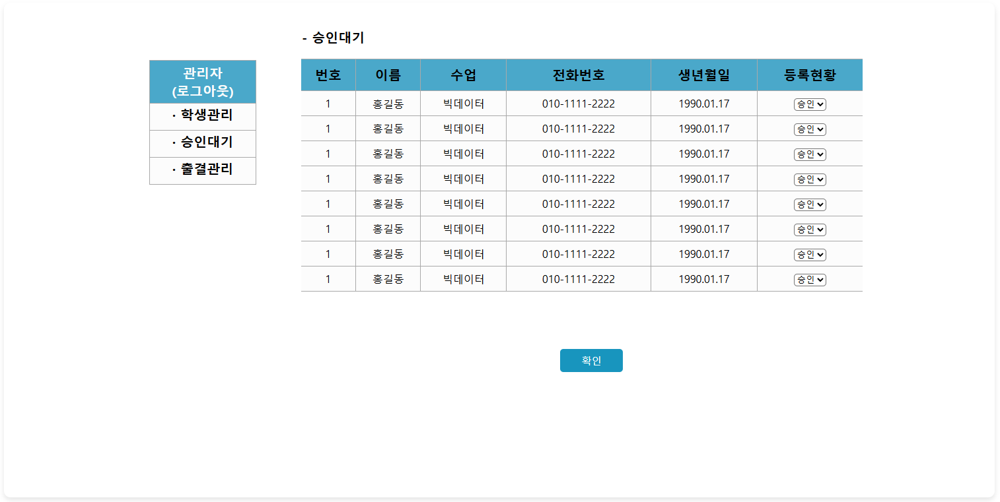 - 승인대기
관리자
(로그아웃)
· 학생관리
· 승인대기
· 출결관리
번호 이름 수업 전화번호 생년월일 등록현황
1 홍길동 빅데이터 010-1111-2222 1990.01.17 승인
1 홍길동 빅데이터 010-1111-2222 1990.01.17 승인
1 홍길동 빅데이터 010-1111-2222 1990.01.17 승인
1 홍길동 빅데이터 010-1111-2222 1990.01.17 승인
1 홍길동 빅데이터 010-1111-2222 1990.01.17 승인
1 홍길동 빅데이터 010-1111-2222 1990.01.17 승인
1 홍길동 빅데이터 010-1111-2222 1990.01.17 승인
1 홍길동 빅데이터 010-1111-2222 1990.01.17 승인
확인